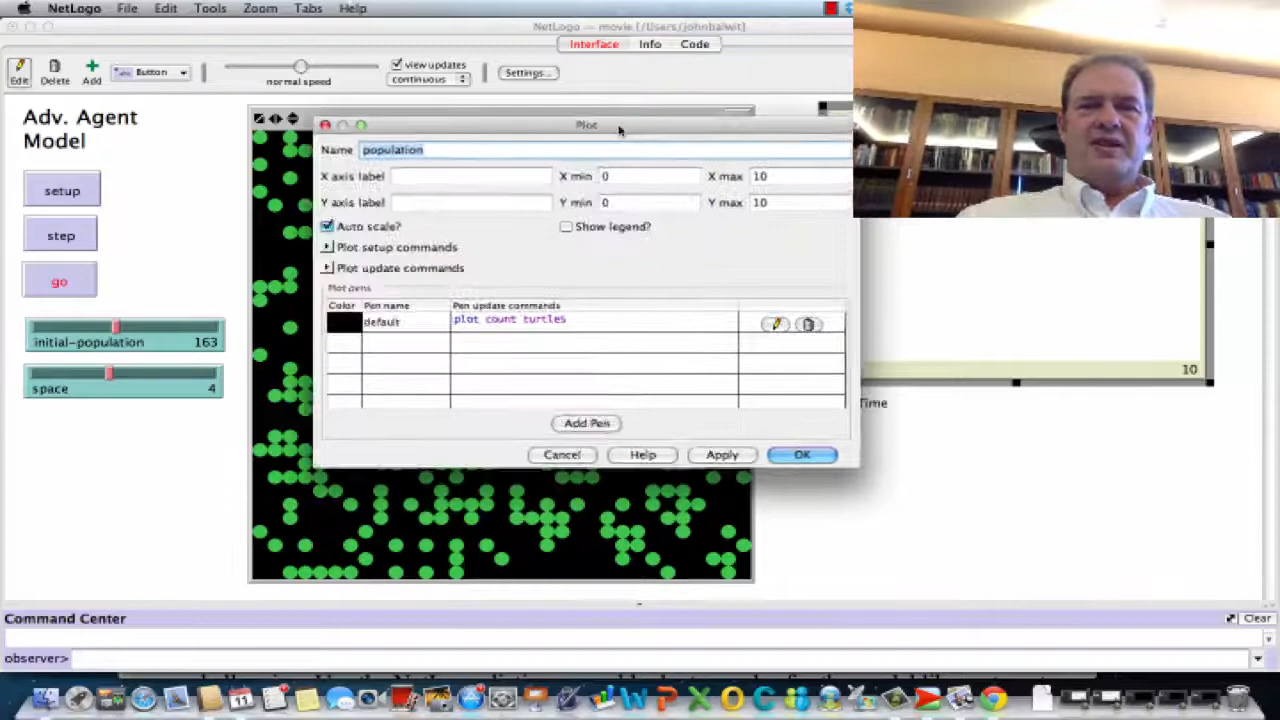 NetLogo File Edit Tools Zoom Tabs Help
NetLogo — movie {/Users/johnbalwit}
Interface Info Code
Edit Delete Add Button normal speed view updates continuous Settings...
Adv. Agent
Model
setup
step
go
initial-population 163
space 4
Plot
Name population
X axis label X min 0 X max 10
Y axis label Y min 0 Y max 10
Auto scale? Show legend?
Plot setup commands
Plot update commands
Plot pens
Color Pen name Pen update commands
default plot count turtles
Add Pen
Cancel Help Apply OK
10
Time
Command Center Clear
observer>